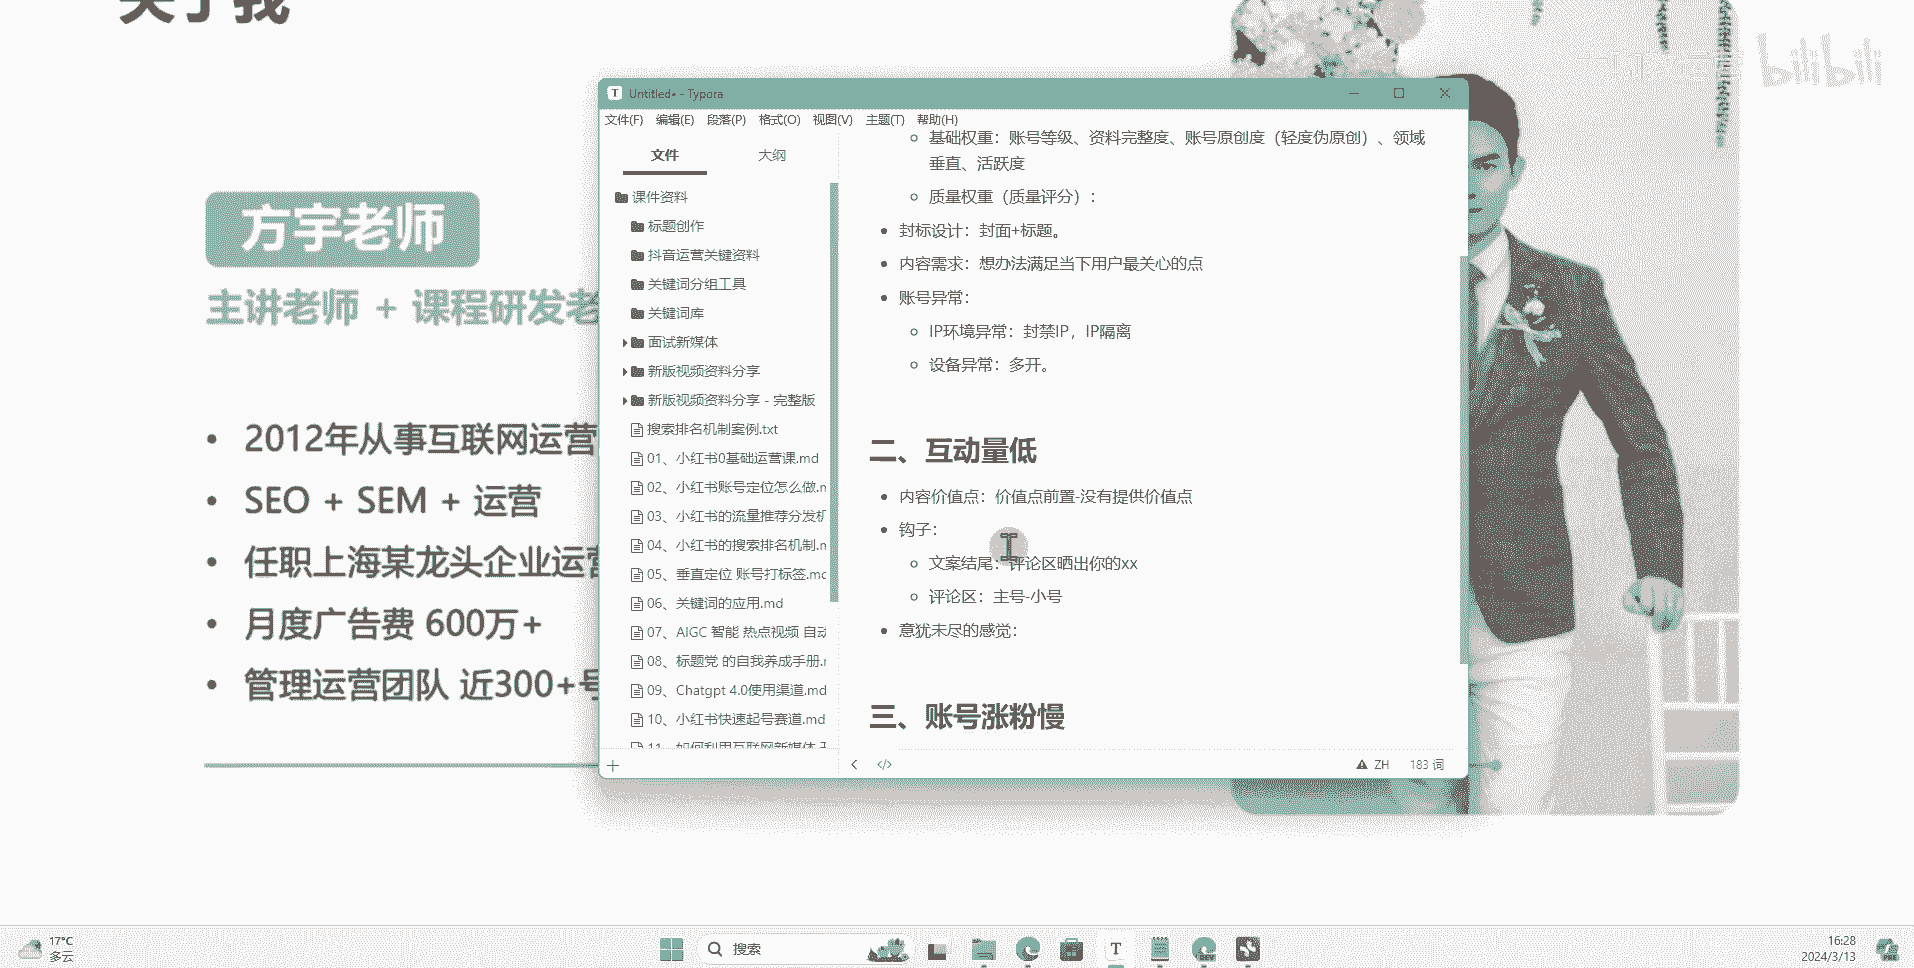 关于我
bilibili
方宇老师
主讲老师 + 课程研发老
2012年从事互联网运营
SEO + SEM + 运营
任职上海某龙头企业运营
月度广告费 600万+
管理运营团队 近300+号
Untitled• - Typora
文件(F) 编辑(E) 段落(P) 格式(O) 视图(V) 主题(T) 帮助(H)
文件 大纲
课件资料
标题创作
抖音运营关键资料
关键词分组工具
关键词库
面试新媒体
新版视频资料分享
新版视频资料分享 - 完整版
搜索排名机制案例.txt
01、小红书0基础运营课.md
02、小红书账号定位怎么做.m
03、小红书的流量推荐分发机
04、小红书的搜索排名机制.m
05、垂直定位 账号打标签.md
06、关键词的应用.md
07、AIGC 智能 热点视频 自动
08、标题党 的自我养成手册.m
09、Chatgpt 4.0使用渠道.md
10、小红书快速起号赛道.md
11、如何利用互联网新媒体
基础权重：账号等级、资料完整度、账号原创度（轻度伪原创）、领域
垂直、活跃度
质量权重（质量评分）：
封标设计：封面+标题。
内容需求：想办法满足当下用户最关心的点
账号异常：
IP环境异常：封禁IP，IP隔离
设备异常：多开。
二、互动量低
内容价值点：价值点前置-没有提供价值点
钩子：
文案结尾：评论区晒出你的xx
评论区：主号-小号
意犹未尽的感觉：
三、账号涨粉慢
ZH 183 词
17°C
多云
搜索
16:28
2024/3/13